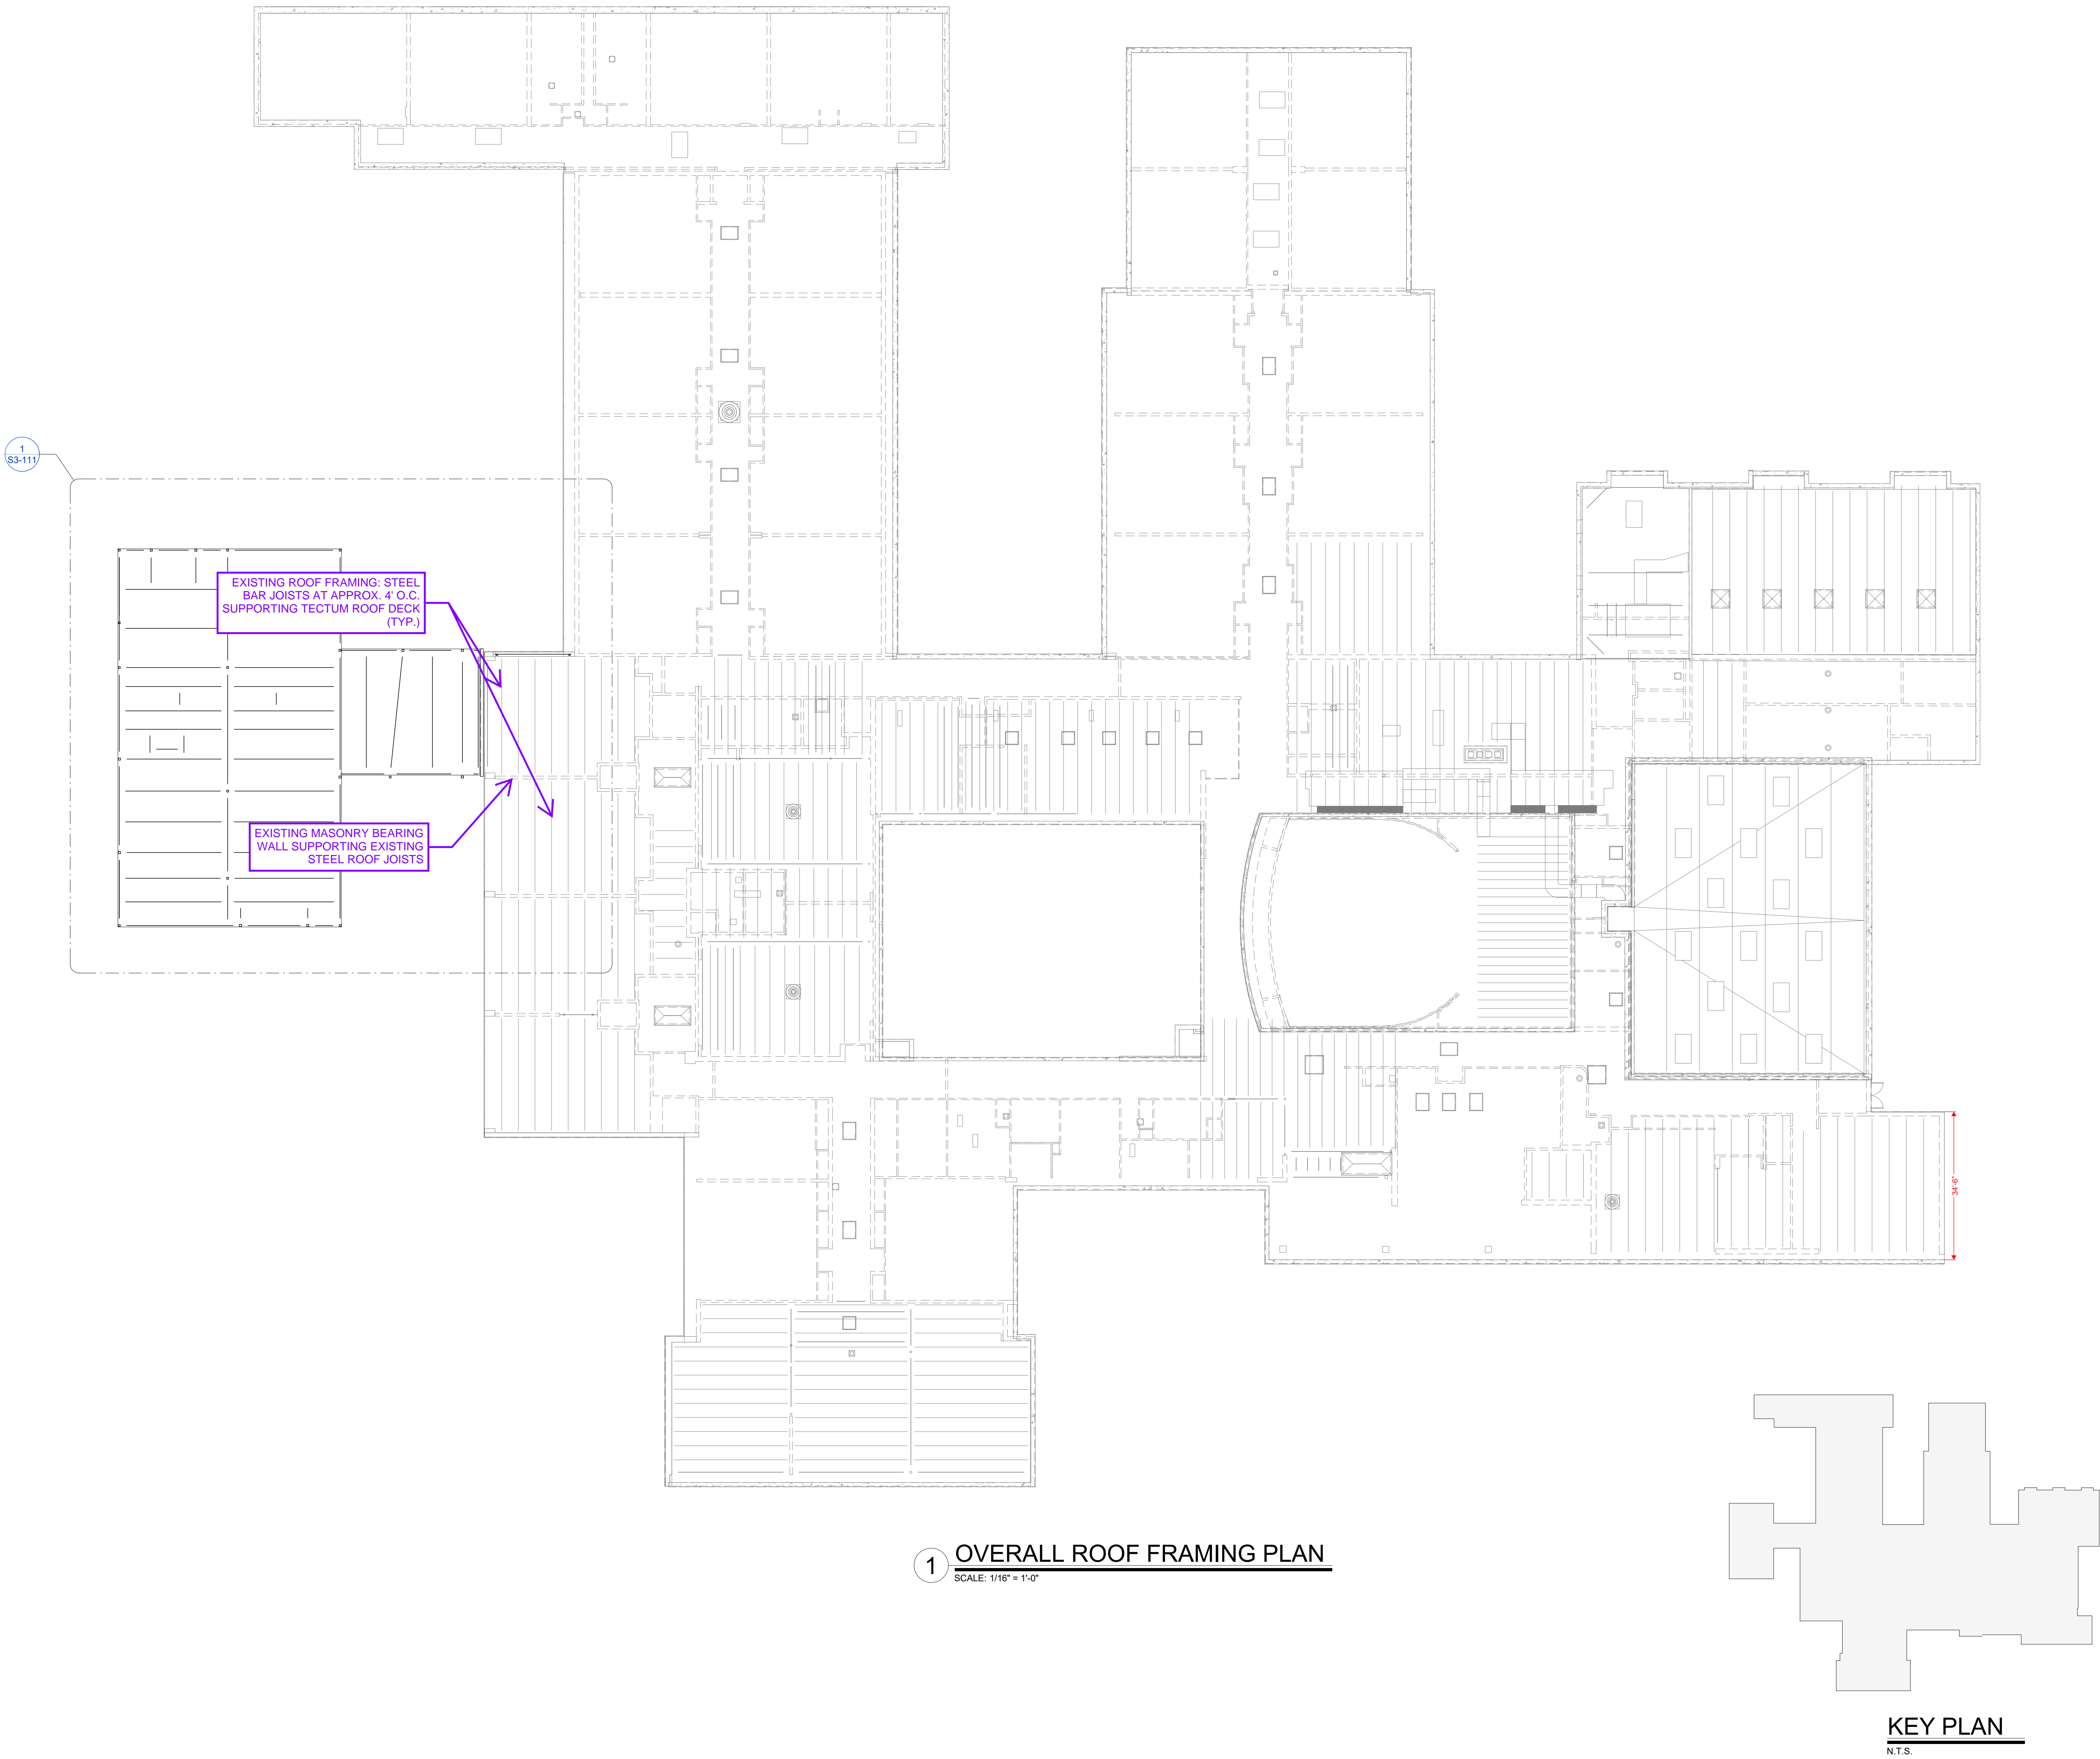 1
S3-111
EXISTING ROOF FRAMING: STEEL
BAR JOISTS AT APPROX. 4' O.C.
SUPPORTING TECTUM ROOF DECK
(TYP.)
EXISTING MASONRY BEARING
WALL SUPPORTING EXISTING
STEEL ROOF JOISTS
34'-6"
1
OVERALL ROOF FRAMING PLAN
SCALE: 1/16" = 1'-0"
KEY PLAN
N.T.S.